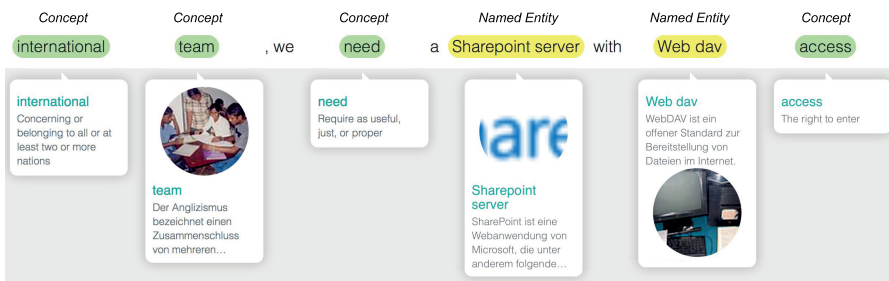 Concept Concept Concept Named Entity Named Entity Concept
international team , we need a Sharepoint server with Web dav access
international
Concerning or
belonging to all or at
least two or more
nations
team
Der Anglizismus
bezeichnet einen
Zusammenschluss
von mehreren…
need
Require as useful,
just, or proper
are
Sharepoint
server
SharePoint ist eine
Webanwendung von
Microsoft, die unter
anderem folgende…
Web dav
WebDAV ist ein
offener Standard zur
Bereitstellung von
Dateien im Internet.
access
The right to enter